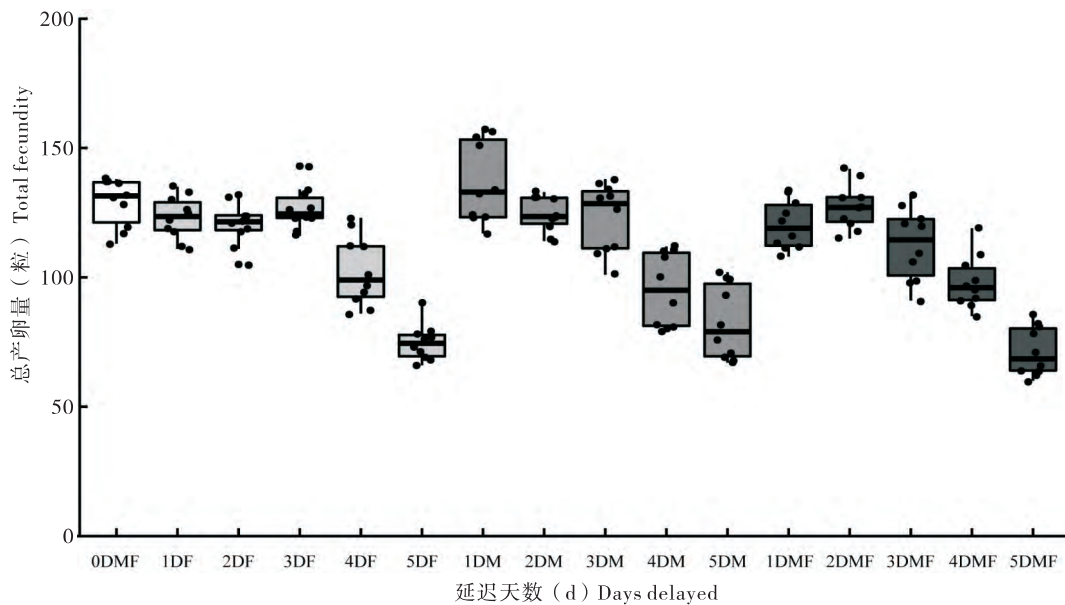 总产卵量（粒）Total fecundity
200
150
100
50
0
0DMF 1DF 2DF 3DF 4DF 5DF 1DM 2DM 3DM 4DM 5DM 1DMF 2DMF 3DMF 4DMF 5DMF
延迟天数（d）Days delayed